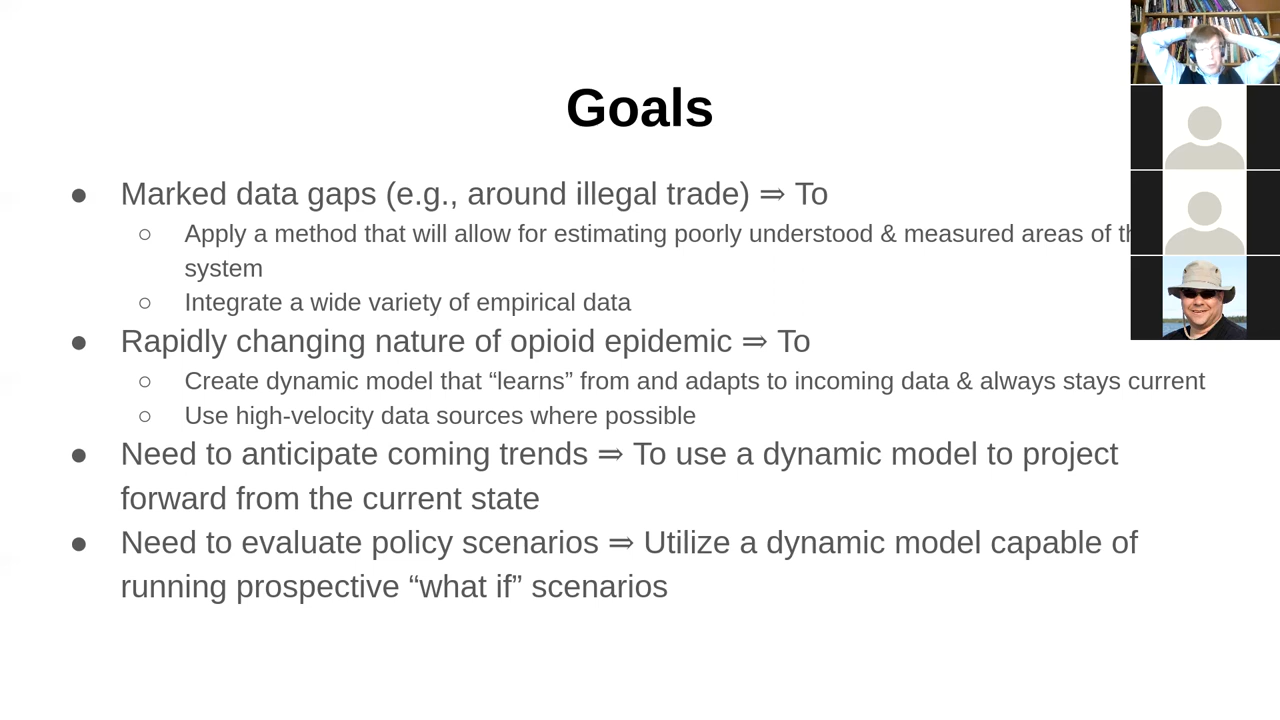 Goals
● Marked data gaps (e.g., around illegal trade) ⇒ To
○ Apply a method that will allow for estimating poorly understood & measured areas of
system
○ Integrate a wide variety of empirical data
● Rapidly changing nature of opioid epidemic ⇒ To
○ Create dynamic model that “learns” from and adapts to incoming data & always stays current
○ Use high-velocity data sources where possible
● Need to anticipate coming trends ⇒ To use a dynamic model to project
forward from the current state
● Need to evaluate policy scenarios ⇒ Utilize a dynamic model capable of
running prospective “what if” scenarios